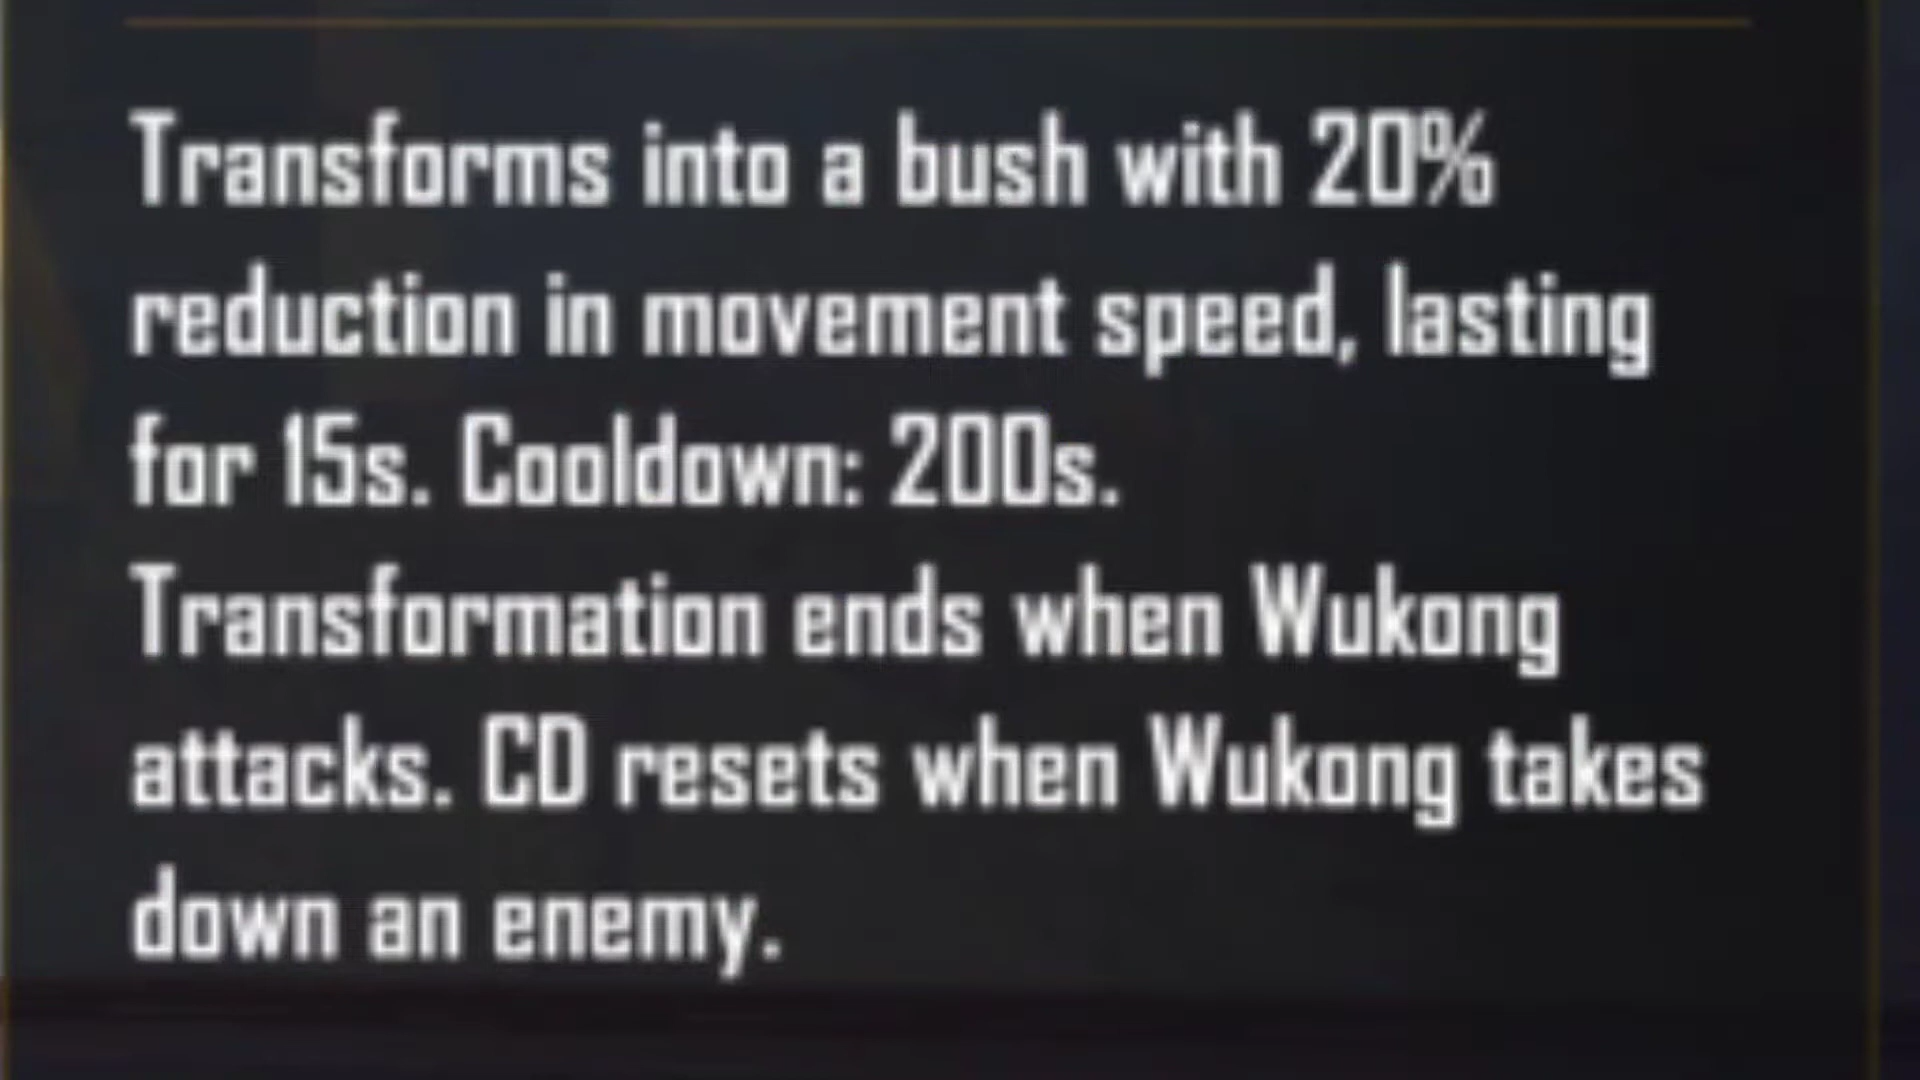 Transforms into a bush with 20%
reduction in movement speed, lasting
for 15s. Cooldown: 200s.
Transformation ends when Wukong
attacks. CD resets when Wukong takes
down an enemy.